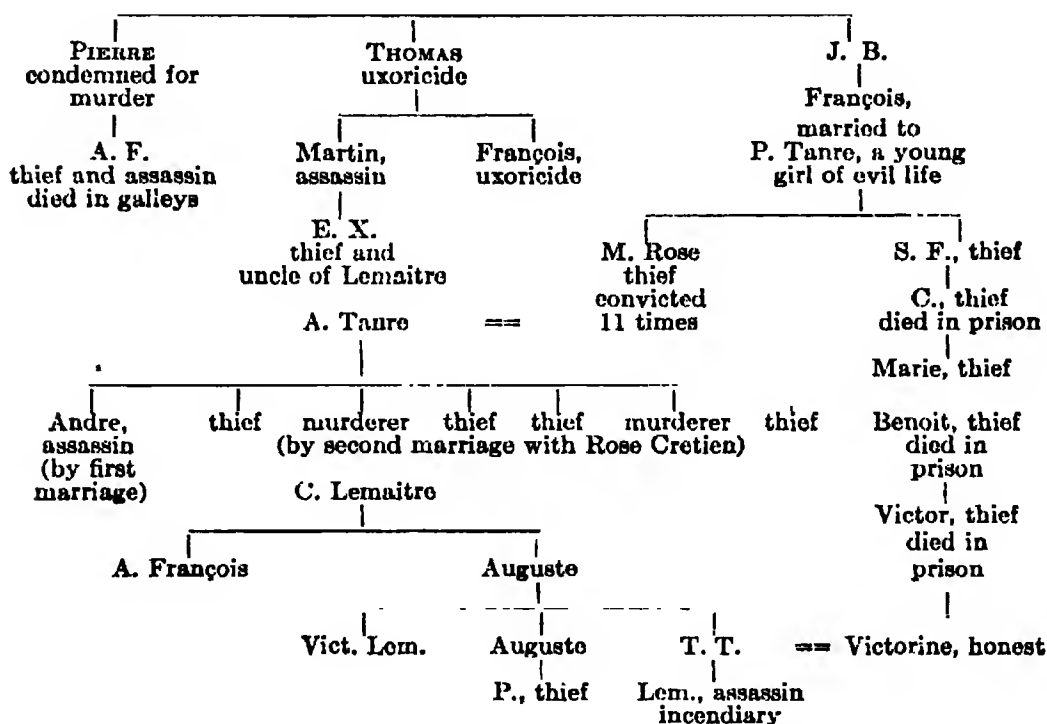 PIERRE
condemned for
murder
THOMAS
uxoricide
J. B.
François,
married to
P. Tanre, a young
girl of evil life
A. F.
thief and assassin
died in galleys
Martin,
assassin
François,
uxoricide
E. X.
thief and
uncle of Lemaitre
M. Rose
thief
convicted
11 times
S. F., thief
C., thief
died in prison
Marie, thief
A. Tanre ==
Andre,
assassin
(by first
marriage)
thief murderer thief thief murderer thief
(by second marriage with Rose Cretien)
Benoit, thief
died in
prison
Victor, thief
died in
prison
C. Lemaitre
A. François Auguste
Vict. Lem. Auguste T. T. == Victorine, honest
P., thief
Lem., assassin
incendiary